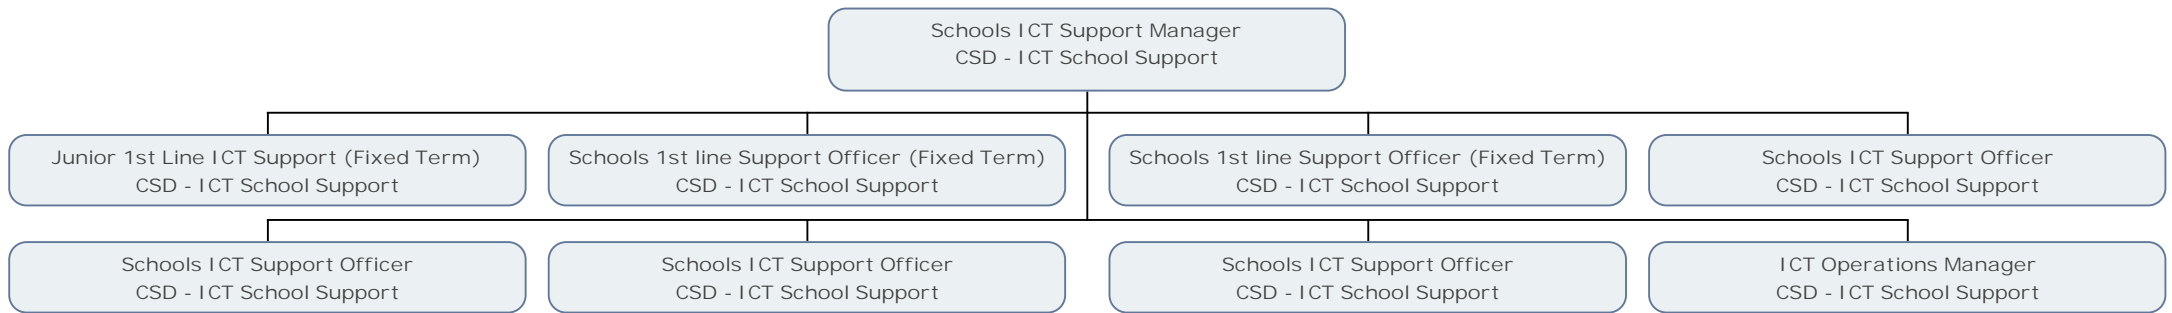 Schools ICT Support Manager
CSD - ICT School Support
Junior 1st Line ICT Support (Fixed Term)
CSD - ICT School Support
Schools 1st line Support Officer (Fixed Term)
CSD - ICT School Support
Schools 1st line Support Officer (Fixed Term)
CSD - ICT School Support
Schools ICT Support Officer
CSD - ICT School Support
Schools ICT Support Officer
CSD - ICT School Support
Schools ICT Support Officer
CSD - ICT School Support
Schools ICT Support Officer
CSD - ICT School Support
ICT Operations Manager
CSD - ICT School Support